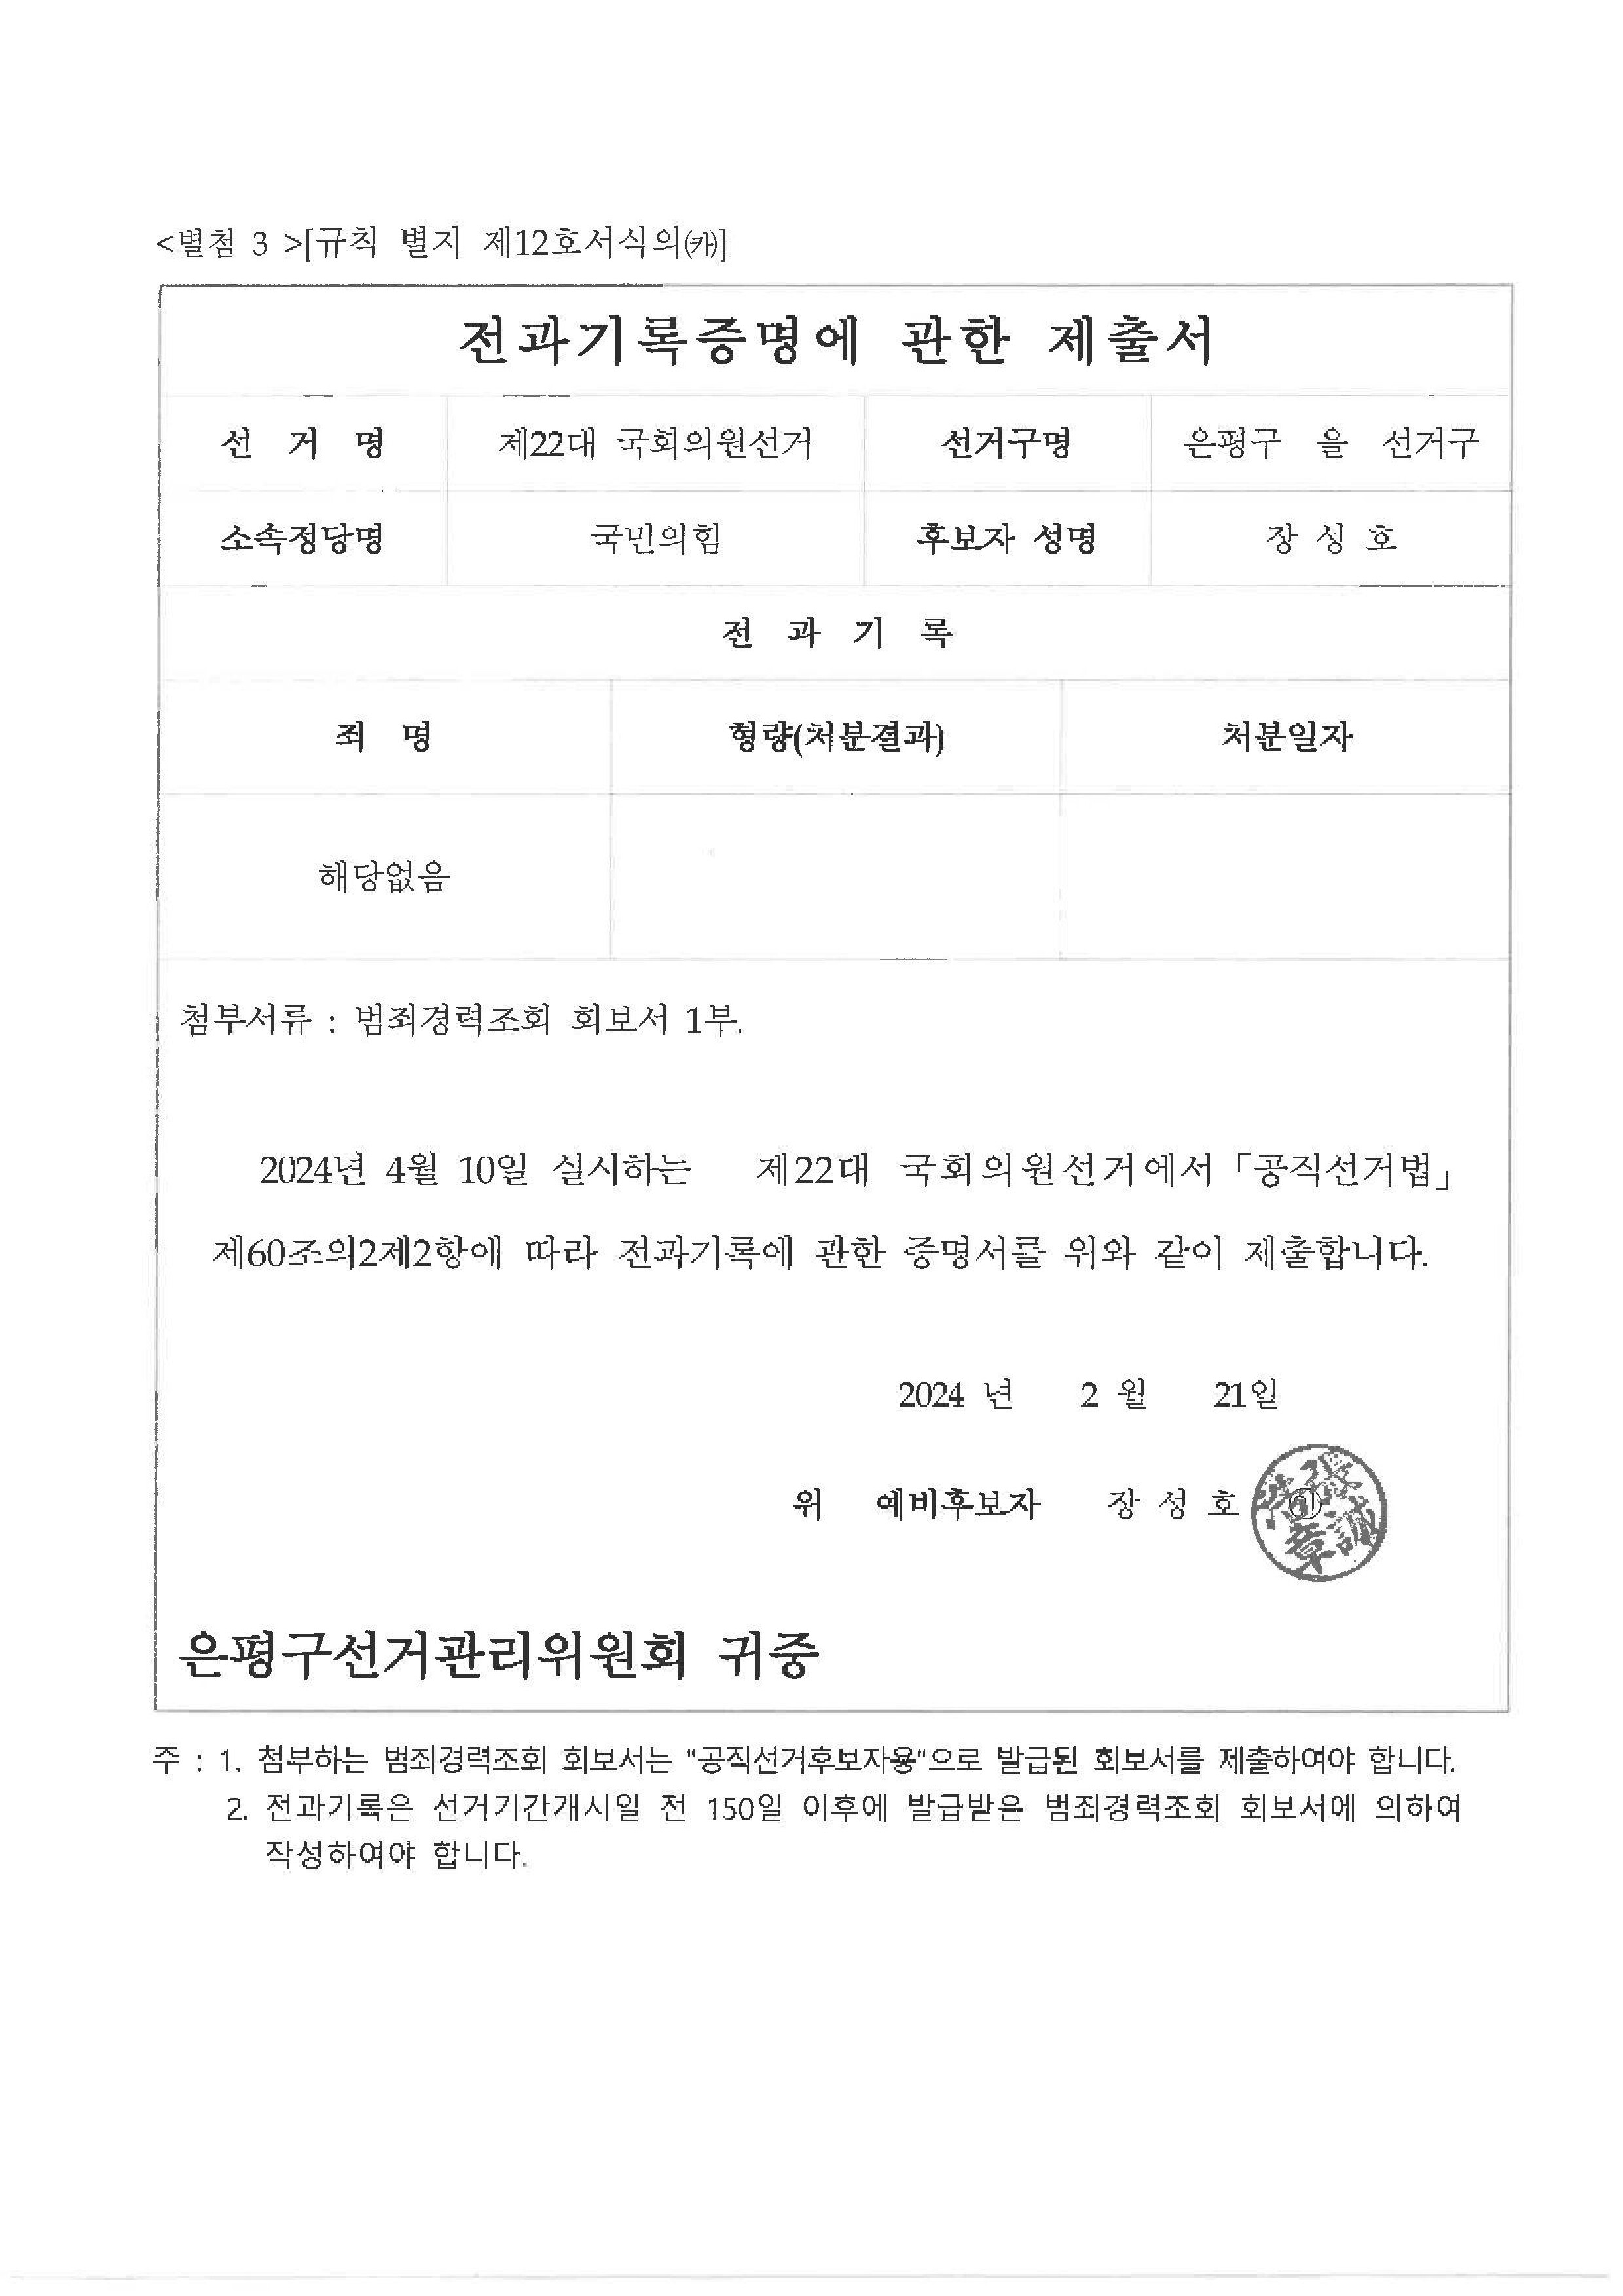 <별첨 3 >[규칙 별지 제12호서식의㈸]
전과기록증명에 관한 제출서
선 거 명 제22대 국회의원선거 선거구명 은평구 을 선거구
소속정당명 국민의힘 후보자 성명 장 성 호
전 과 기 록
죄 명 형량(처분결과) 처분일자
해당없음
첨부서류 : 범죄경력조회 회보서 1부.
2024년 4월 10일 실시하는 제22대 국회의원선거에서「공직선거법」
제60조의2제2항에 따라 전과기록에 관한 증명서를 위와 같이 제출합니다.
2024 년 2 월 21일
위 예비후보자 장 성 호 ㊞
은평구선거관리위원회 귀중
주 : 1. 첨부하는 범죄경력조회 회보서는 "공직선거후보자용"으로 발급된 회보서를 제출하여야 합니다.
2. 전과기록은 선거기간개시일 전 150일 이후에 발급받은 범죄경력조회 회보서에 의하여
작성하여야 합니다.